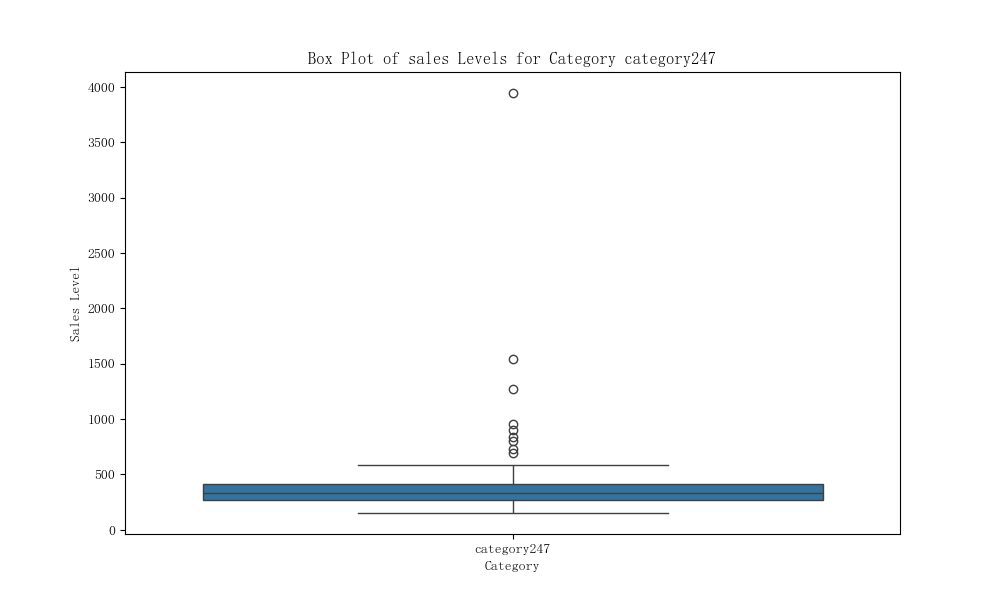 Box Plot of sales Levels for Category category247
Sales Level
4000
3500
3000
2500
2000
1500
1000
500
0
category247
Category